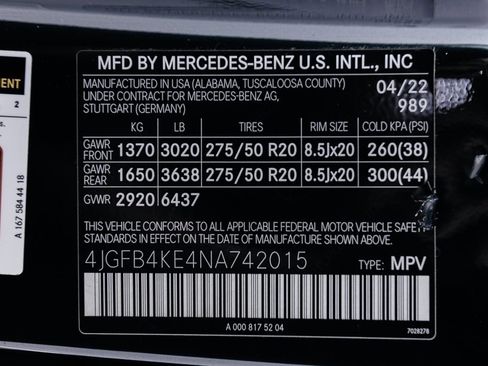 MFD BY MERCEDES-BENZ U.S. INTL., INC
MANUFACTURED IN USA (ALABAMA, TUSCALOOSA COUNTY) 04/22
UNDER CONTRACT FOR MERCEDES-BENZ AG, 989
STUTTGART (GERMANY)
KG LB TIRES RIM SIZE COLD KPA (PSI)
GAWR FRONT 1370 3020 275/50 R20 8.5Jx20 260(38)
GAWR REAR 1650 3638 275/50 R20 8.5Jx20 300(44)
GVWR 2920 6437
THIS VEHICLE CONFORMS TO ALL APPLICABLE FEDERAL MOTOR VEHICLE
STANDARDS IN EFFECT ON THE DATE OF MANUFACTURE SHOWN ABOVE.
4JGFB4KE4NA742015 TYPE: MPV
A 000 817 52 04
7028276
2
A 167 584 44 18